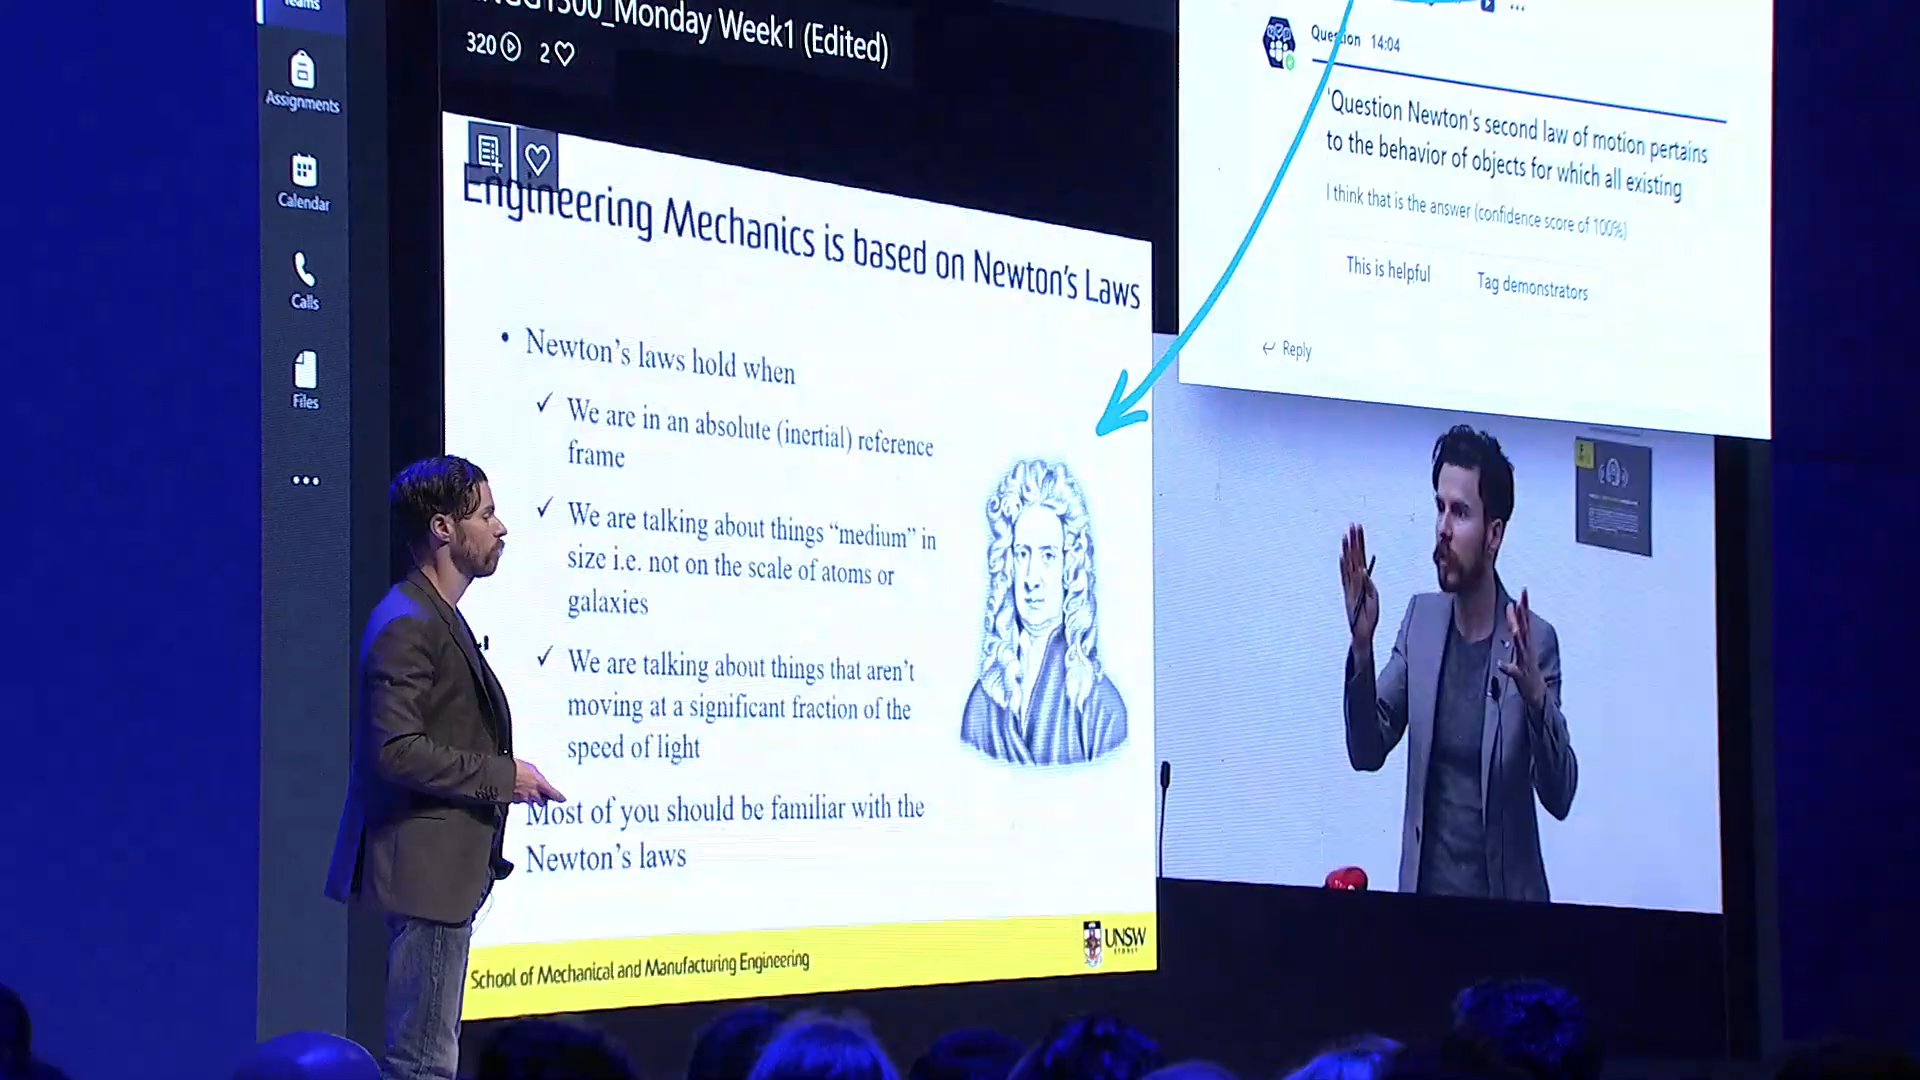 Teams
Assignments
Calendar
Calls
Files
1300_Monday Week1 (Edited)
320 2
Engineering Mechanics is based on Newton's Laws
• Newton's laws hold when
✓ We are in an absolute (inertial) reference
frame
✓ We are talking about things “medium” in
size i.e. not on the scale of atoms or
galaxies
✓ We are talking about things that aren't
moving at a significant fraction of the
speed of light
Most of you should be familiar with the
Newton's laws
School of Mechanical and Manufacturing Engineering
UNSW
SYDNEY
Question 14:04
'Question Newton's second law of motion pertains
to the behavior of objects for which all existing
I think that is the answer (confidence score of 100%)
This is helpful Tag demonstrators
Reply